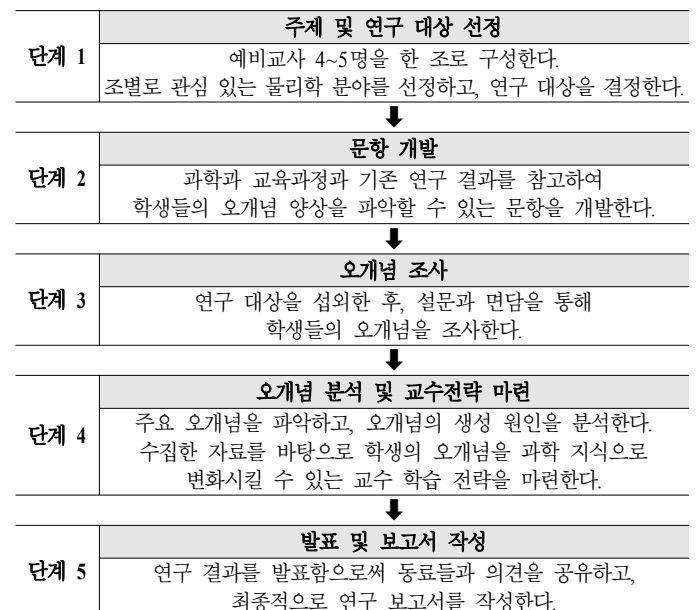 주제 및 연구 대상 선정
단계 1
예비교사 4~5명을 한 조로 구성한다.
조별로 관심 있는 물리학 분야를 선정하고, 연구 대상을 결정한다.
문항 개발
단계 2
과학과 교육과정과 기존 연구 결과를 참고하여
학생들의 오개념 양상을 파악할 수 있는 문항을 개발한다.
오개념 조사
단계 3
연구 대상을 섭외한 후, 설문과 면담을 통해
학생들의 오개념을 조사한다.
오개념 분석 및 교수전략 마련
단계 4
주요 오개념을 파악하고, 오개념의 생성 원인을 분석한다.
수집한 자료를 바탕으로 학생의 오개념을 과학 지식으로
변화시킬 수 있는 교수 학습 전략을 마련한다.
발표 및 보고서 작성
단계 5
연구 결과를 발표함으로써 동료들과 의견을 공유하고,
최종적으로 연구 보고서를 작성한다.